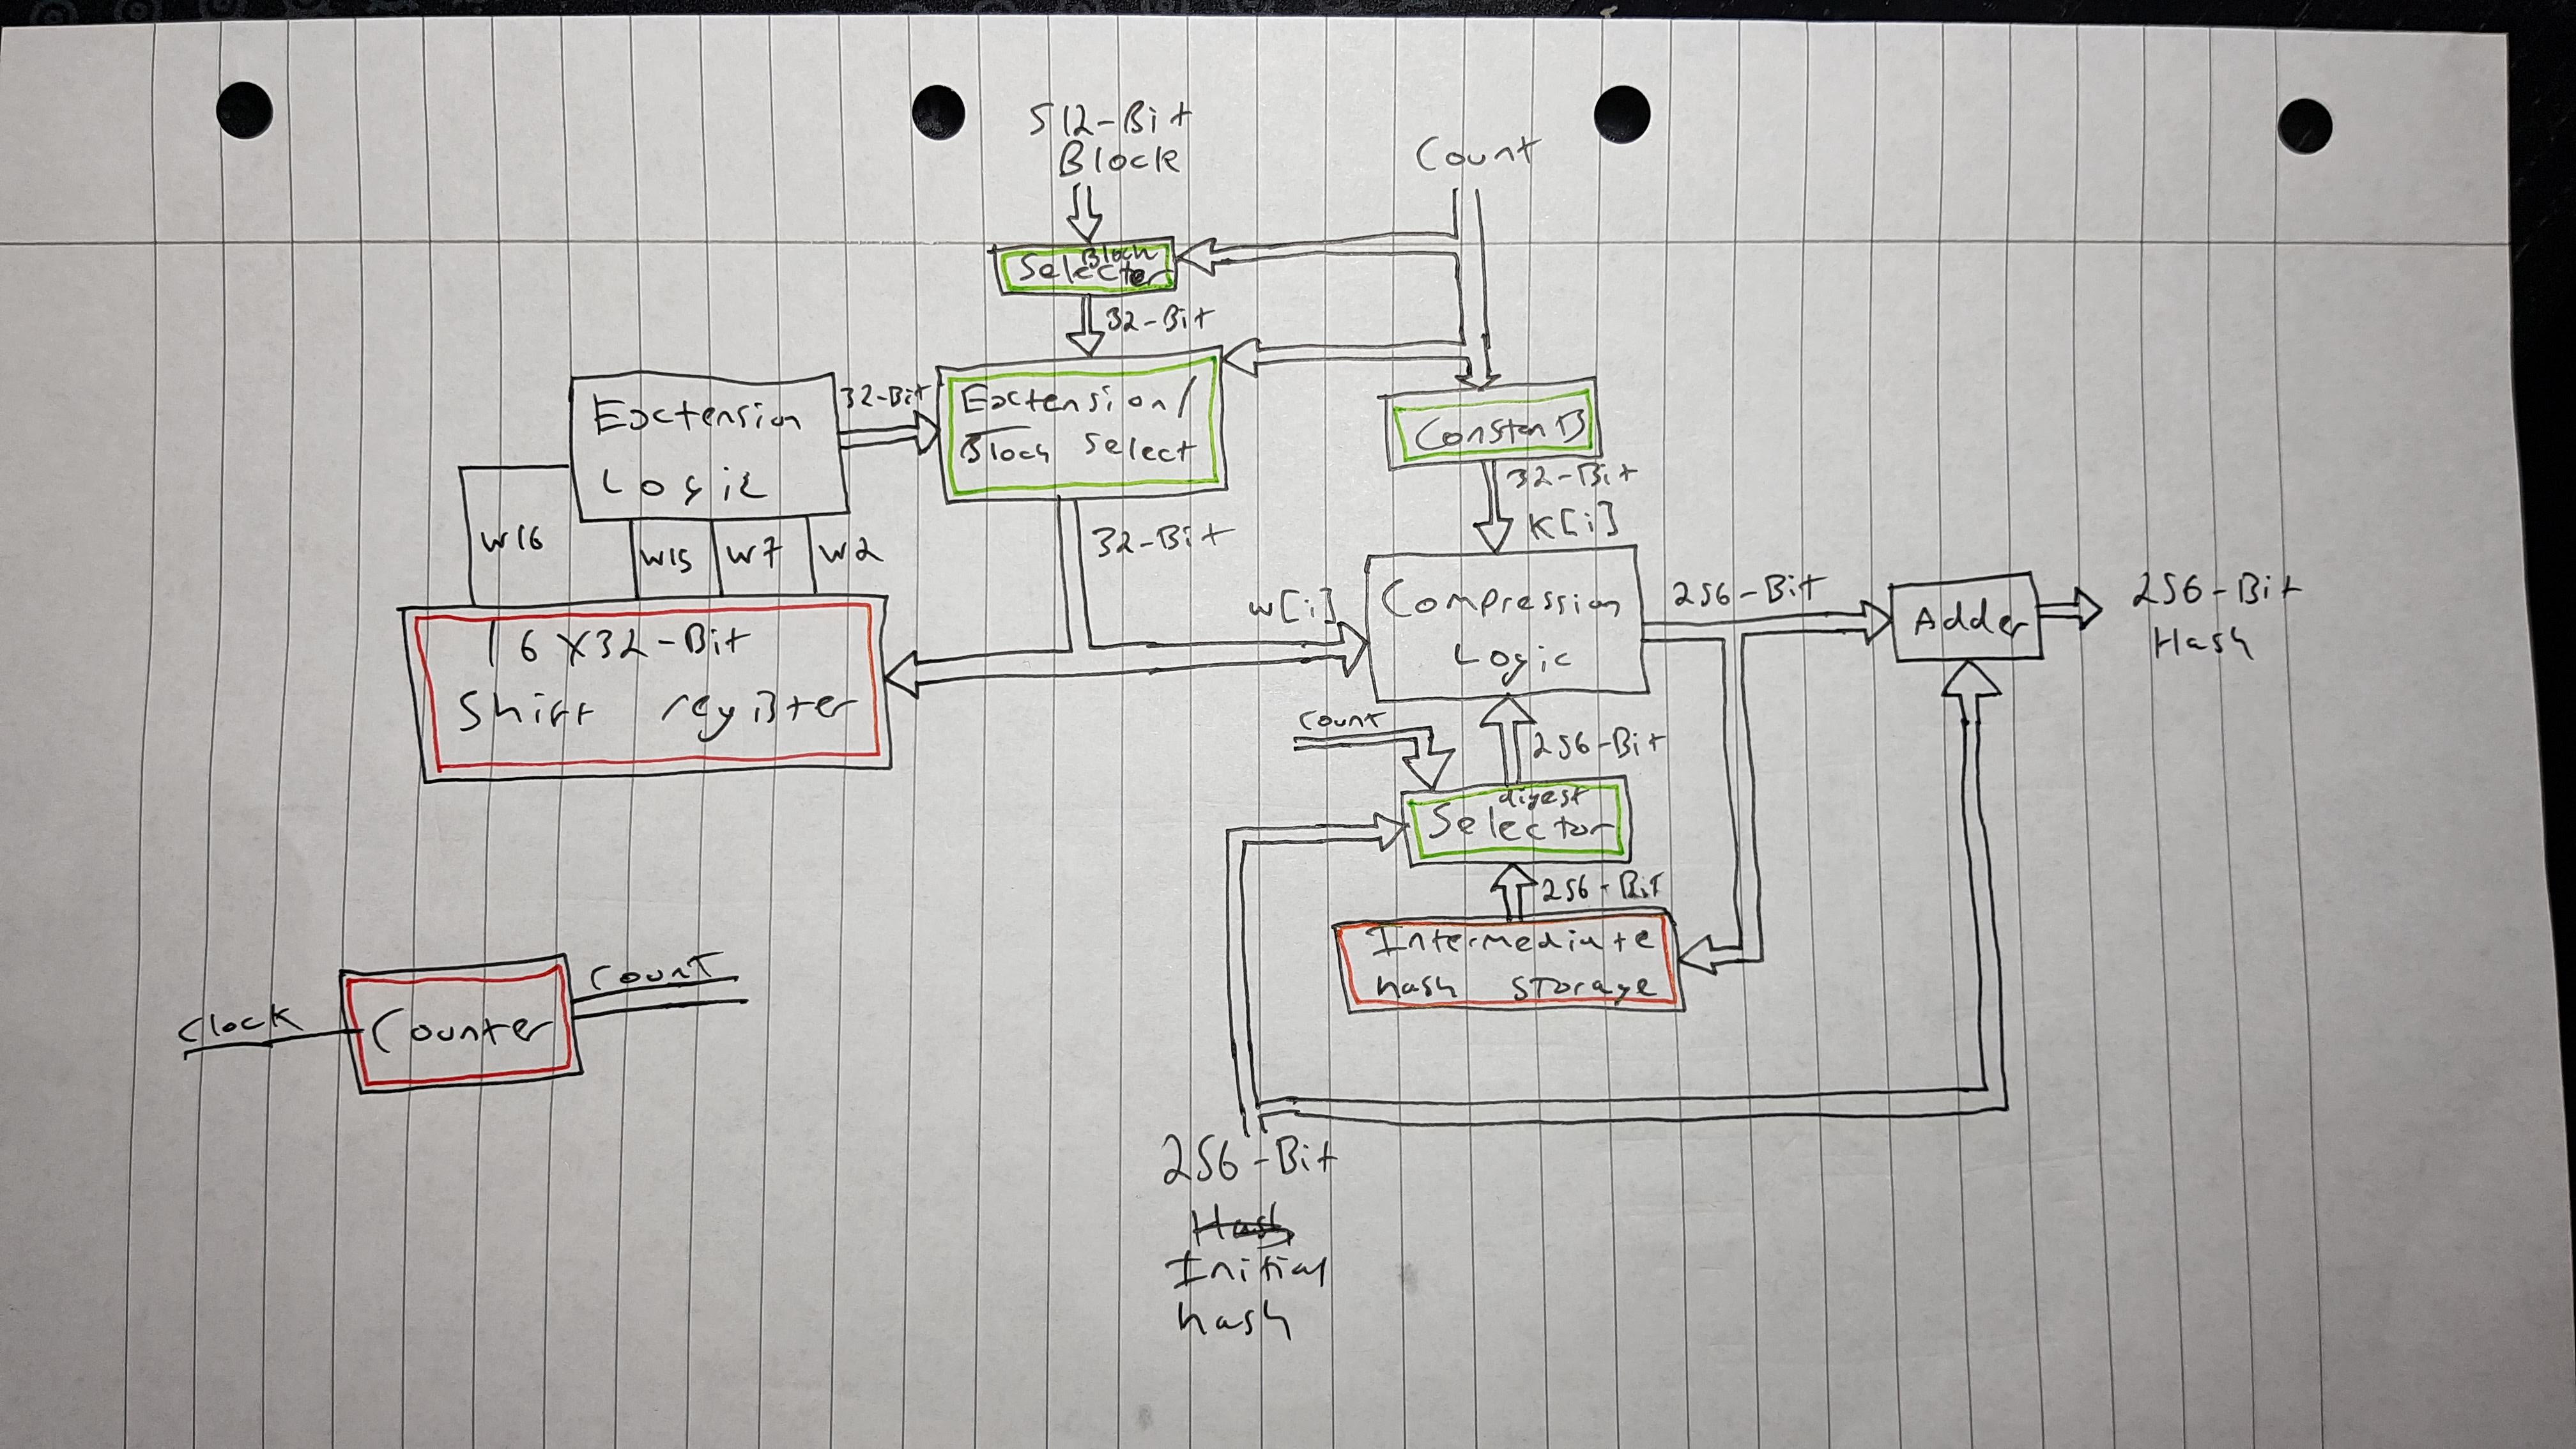 512-Bit
Block
Count
Block
Selector
32-Bit
Extension
Logic
32-Bit
Extension/
Block Select
Constants
32-Bit
K[i]
W16
W15
W7
W2
32-Bit
16X32-Bit
Shift register
W[i]
Compression
Logic
256-Bit
Adder
256-Bit
Hash
Count
256-Bit
digest
Selector
256-Bit
Intermediate
hash storage
Clock
Counter
Count
256-Bit
Hash
Initial
hash